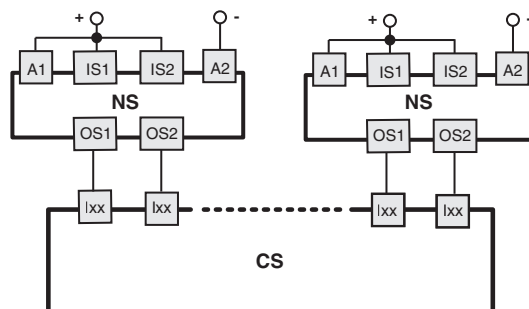 + - + -
A1 IS1 IS2 A2 A1 IS1 IS2 A2
NS NS
OS1 OS2 OS1 OS2
Ixx Ixx Ixx Ixx
CS